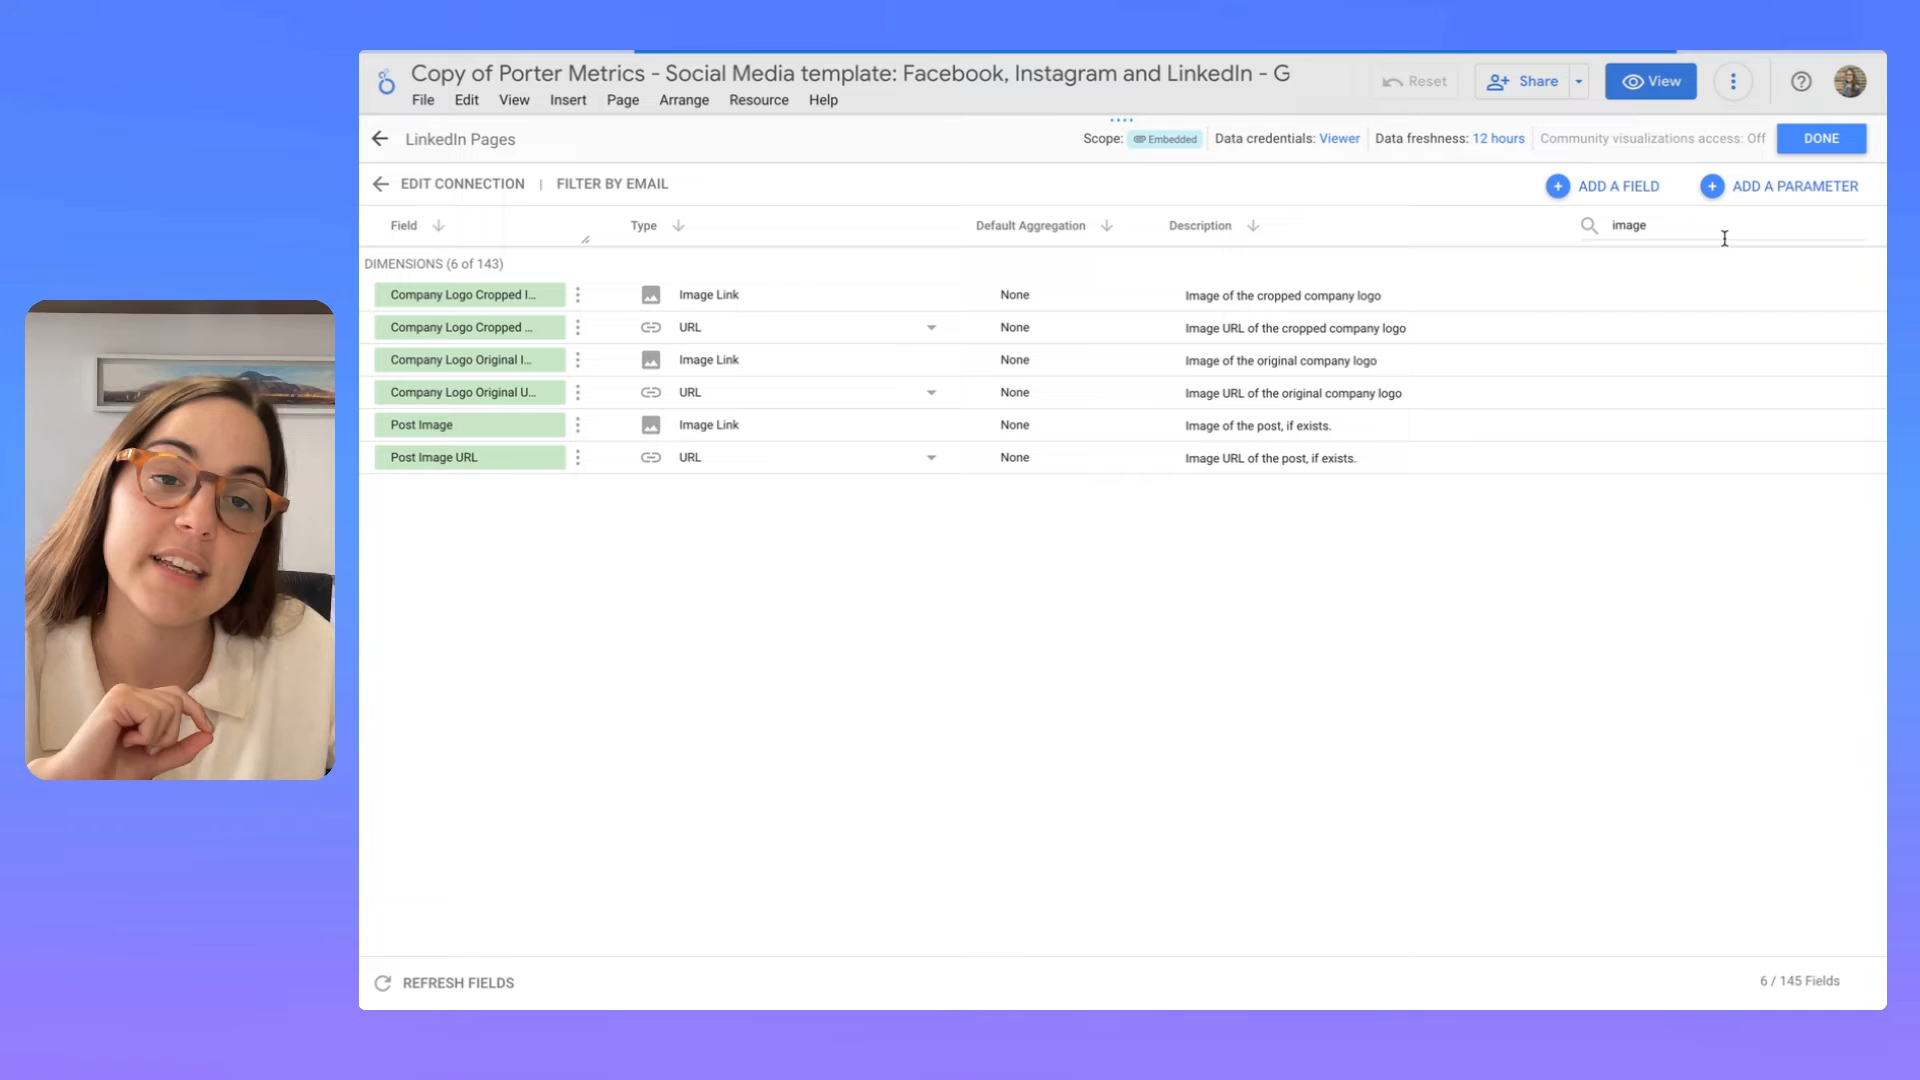 Copy of Porter Metrics - Social Media template: Facebook, Instagram and LinkedIn - G
Reset
Share
View
File Edit View Insert Page Arrange Resource Help
LinkedIn Pages
Scope: Embedded
Data credentials: Viewer
Data freshness: 12 hours
Community visualizations access: Off
DONE
EDIT CONNECTION | FILTER BY EMAIL
ADD A FIELD
ADD A PARAMETER
Field Type Default Aggregation Description image
DIMENSIONS (6 of 143)
Company Logo Cropped I... Image Link None Image of the cropped company logo
Company Logo Cropped ... URL None Image URL of the cropped company logo
Company Logo Original I... Image Link None Image of the original company logo
Company Logo Original U... URL None Image URL of the original company logo
Post Image Image Link None Image of the post, if exists.
Post Image URL URL None Image URL of the post, if exists.
REFRESH FIELDS
6 / 145 Fields